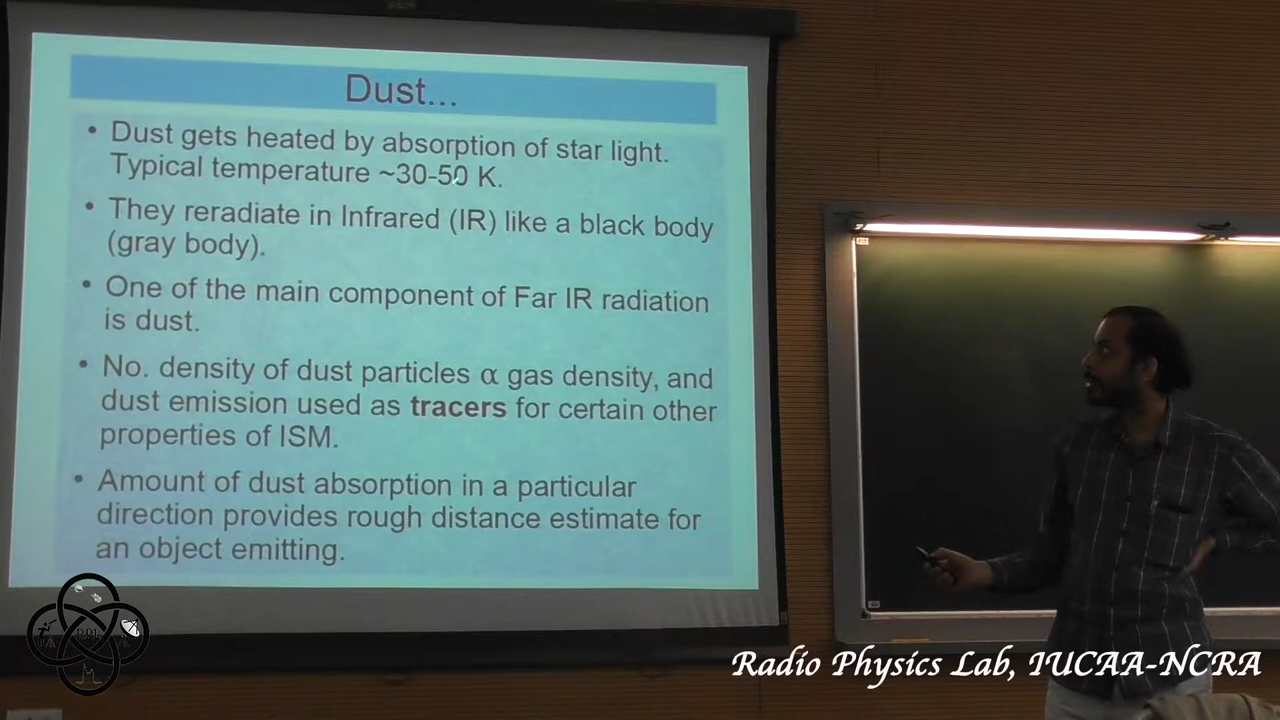 Dust...
• Dust gets heated by absorption of star light.
Typical temperature ~30-50 K.
• They reradiate in Infrared (IR) like a black body
(gray body).
• One of the main component of Far IR radiation
is dust.
• No. density of dust particles α gas density, and
dust emission used as tracers for certain other
properties of ISM.
• Amount of dust absorption in a particular
direction provides rough distance estimate for
an object emitting.
Radio Physics Lab, IUCAA-NCRA